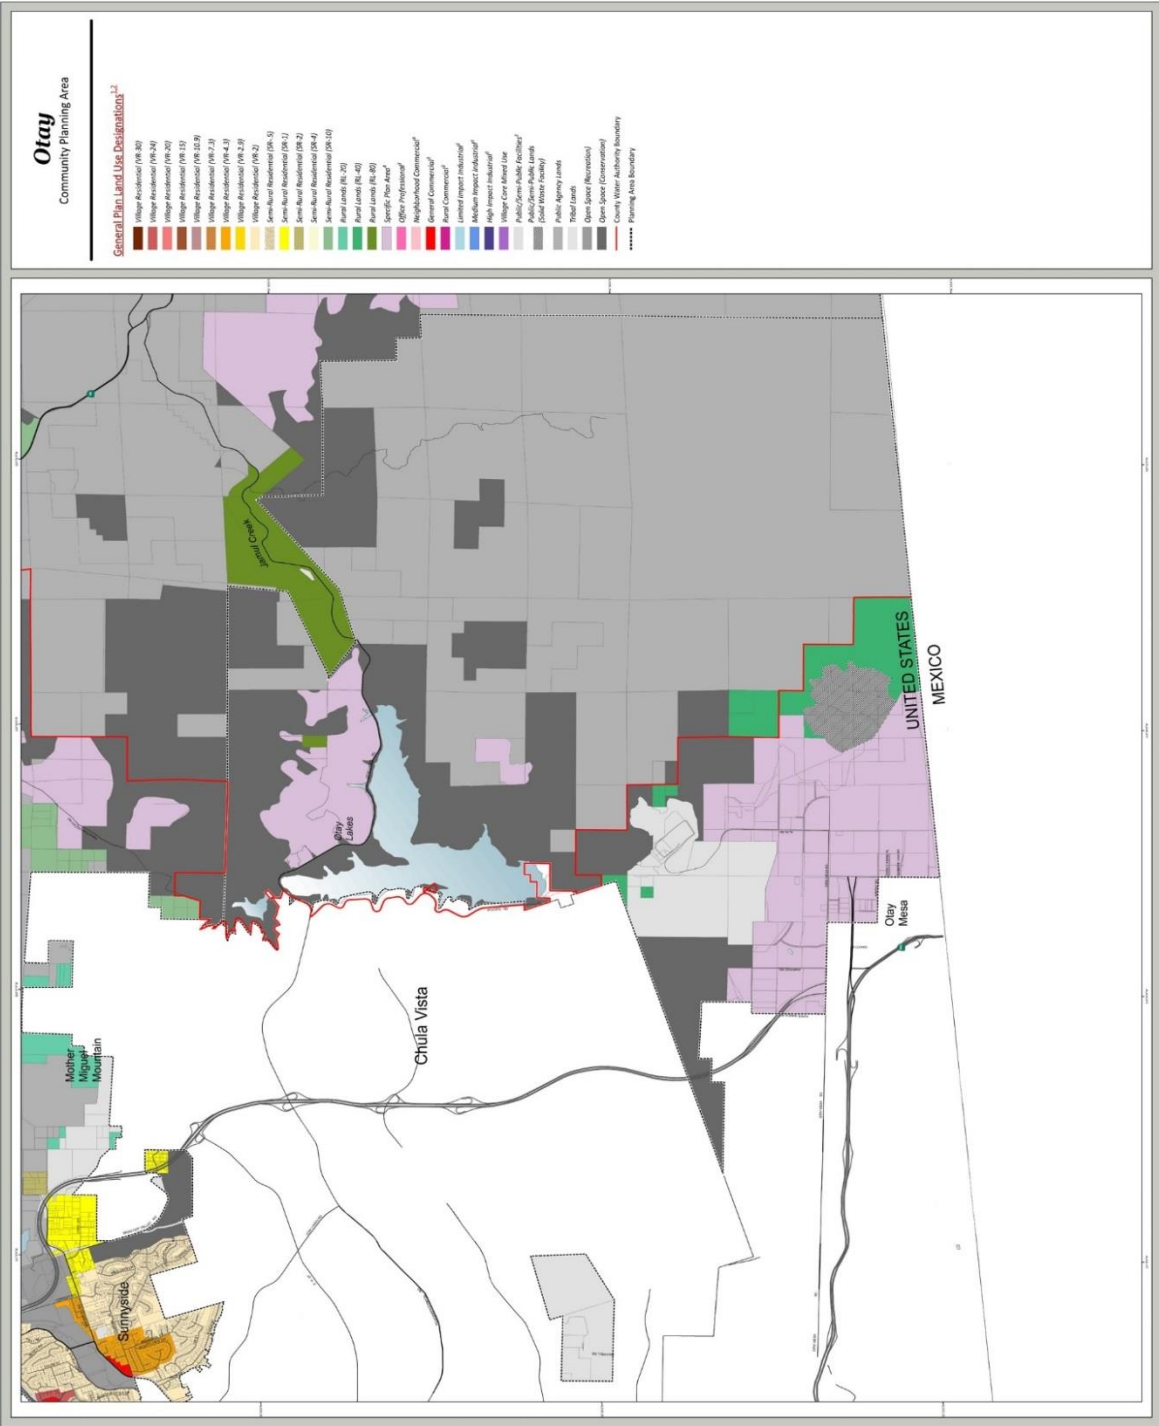 Otay
Community Planning Area
General Plan Land Use Designations1,2
Village Residential (VR-30)
Village Residential (VR-24)
Village Residential (VR-20)
Village Residential (VR-15)
Village Residential (VR-10.9)
Village Residential (VR-7.3)
Village Residential (VR-4.3)
Village Residential (VR-2.9)
Village Residential (VR-2)
Semi-Rural Residential (SR-.5)
Semi-Rural Residential (SR-1)
Semi-Rural Residential (SR-2)
Semi-Rural Residential (SR-4)
Semi-Rural Residential (SR-10)
Rural Lands (RL-20)
Rural Lands (RL-40)
Rural Lands (RL-80)
Specific Plan Area
Office Professional
Neighborhood Commercial
General Commercial
Rural Commercial
Limited Impact Industrial
Medium Impact Industrial
High Impact Industrial
Village Core Mixed Use
Public/Semi-Public Facilities
Public/Semi-Public Lands
(Solid Waste Facility)
Public Agency Lands
Tribal Lands
Open Space (Recreation)
Open Space (Conservation)
County Water Authority Boundary
Planning Area Boundary
Jamul Creek
Otay
Lakes
UNITED STATES
MEXICO
Otay
Mesa
Chula Vista
Mother
Miguel
Mountain
Sunnyside